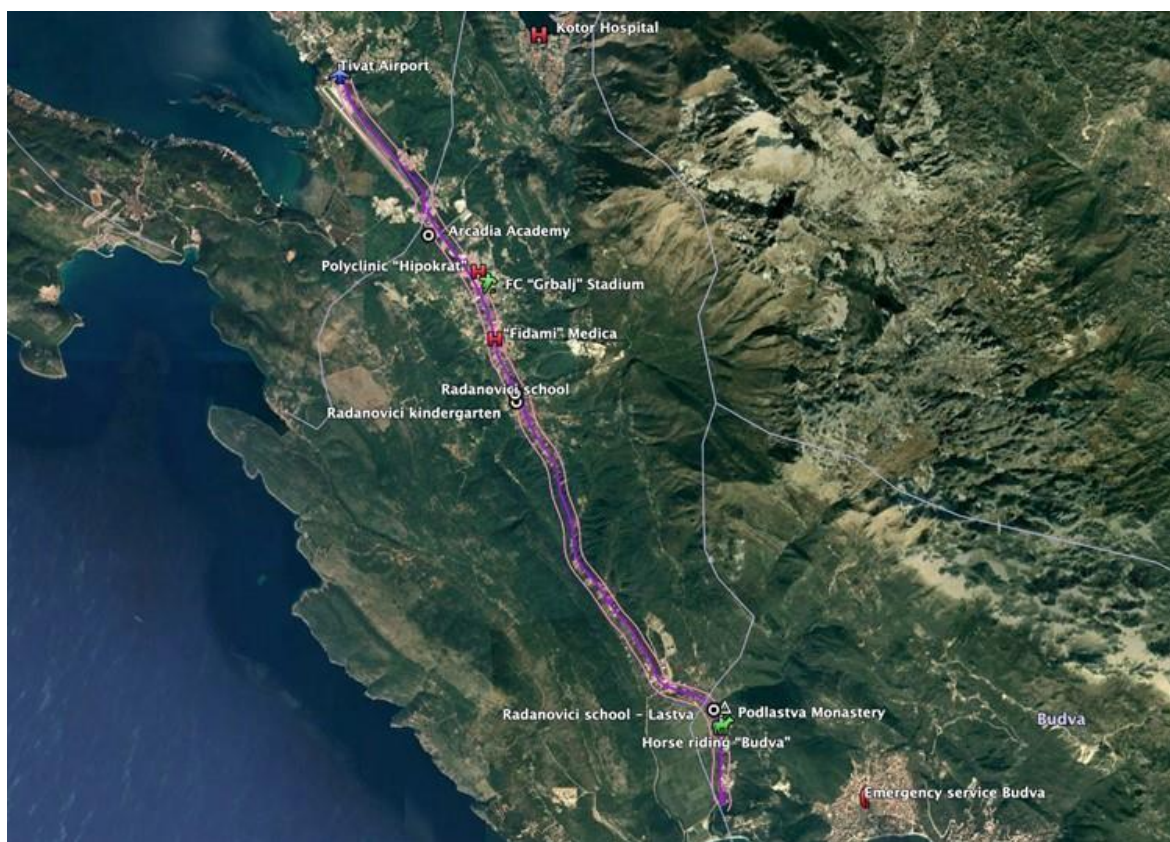 Kotor Hospital
Tivat Airport
Arcadia Academy
Polyclinic "Hipokrat"
FC "Grbalj" Stadium
"Fidami" Medica
Radanovici school
Radanovici kindergarten
Radanovici school – Lastva
Podlastva Monastery
Budva
Horse riding "Budva"
Emergency service Budva